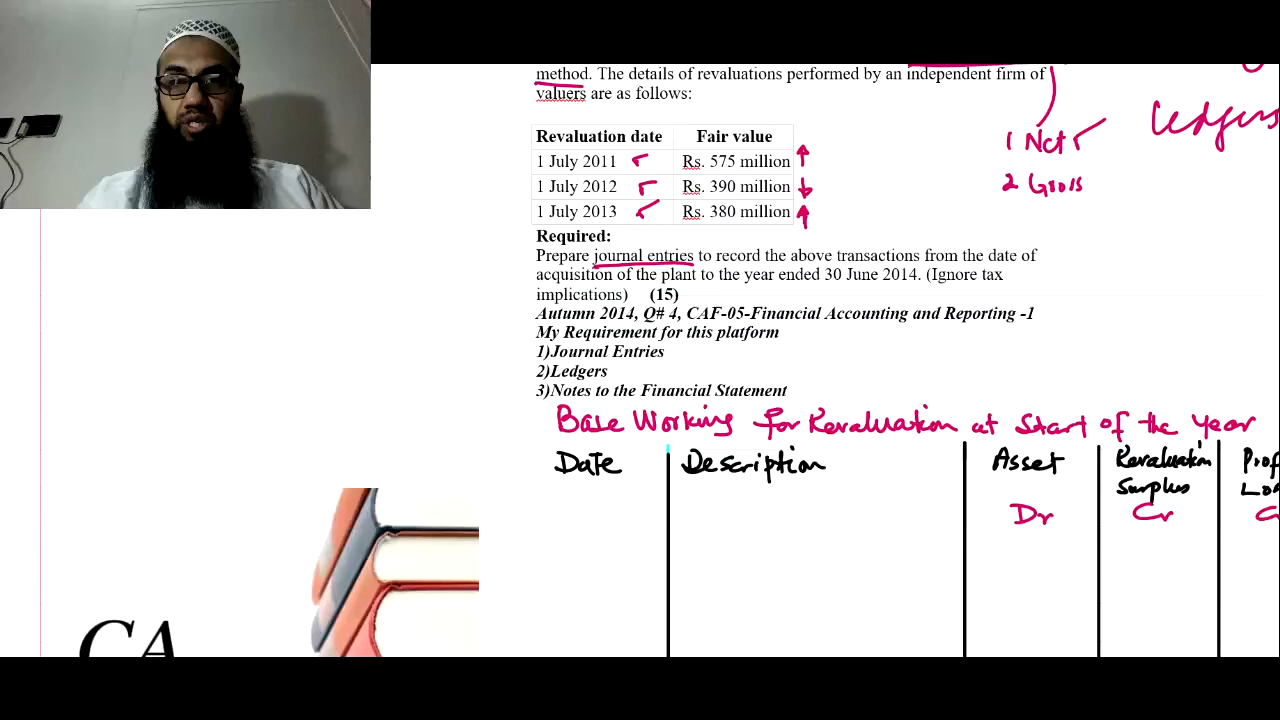 method. The details of revaluations performed by an independent firm of
valuers are as follows:
1 Net
2 Gross
Ledgers
Revaluation date Fair value
1 July 2011 Rs. 575 million
1 July 2012 Rs. 390 million
1 July 2013 Rs. 380 million
Required:
Prepare journal entries to record the above transactions from the date of
acquisition of the plant to the year ended 30 June 2014. (Ignore tax
implications) (15)
Autumn 2014, Q# 4, CAF-05-Financial Accounting and Reporting -1
My Requirement for this platform
1)Journal Entries
2)Ledgers
3)Notes to the Financial Statement
Base Working for Revaluation at Start of the Year
Date Description Asset Revaluation Surplus
Dr Cr
CA